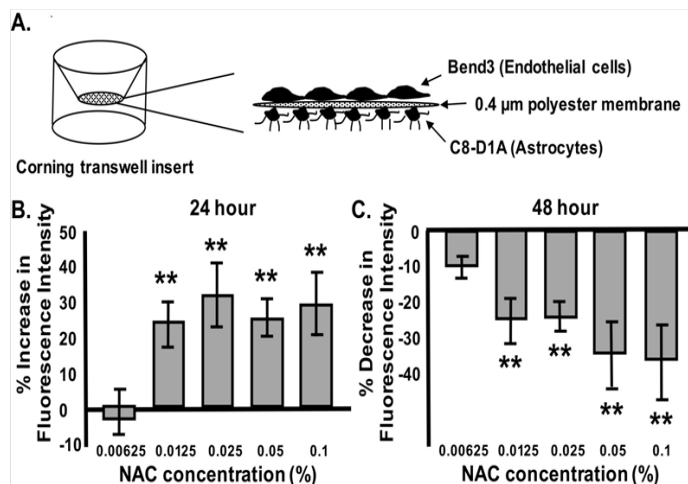 A.
Bend3 (Endothelial cells)
0.4 μm polyester membrane
C8-D1A (Astrocytes)
Corning transwell insert
B.
24 hour
% Increase in
Fluorescence Intensity
50
40
30
20
10
0
-10
**
**
**
**
0.00625
0.0125
0.025
0.05
0.1
NAC concentration (%)
C.
48 hour
% Decrease in
Fluorescence Intensity
0
-10
-20
-30
-40
**
**
**
**
0.00625
0.0125
0.025
0.05
0.1
NAC concentration (%)